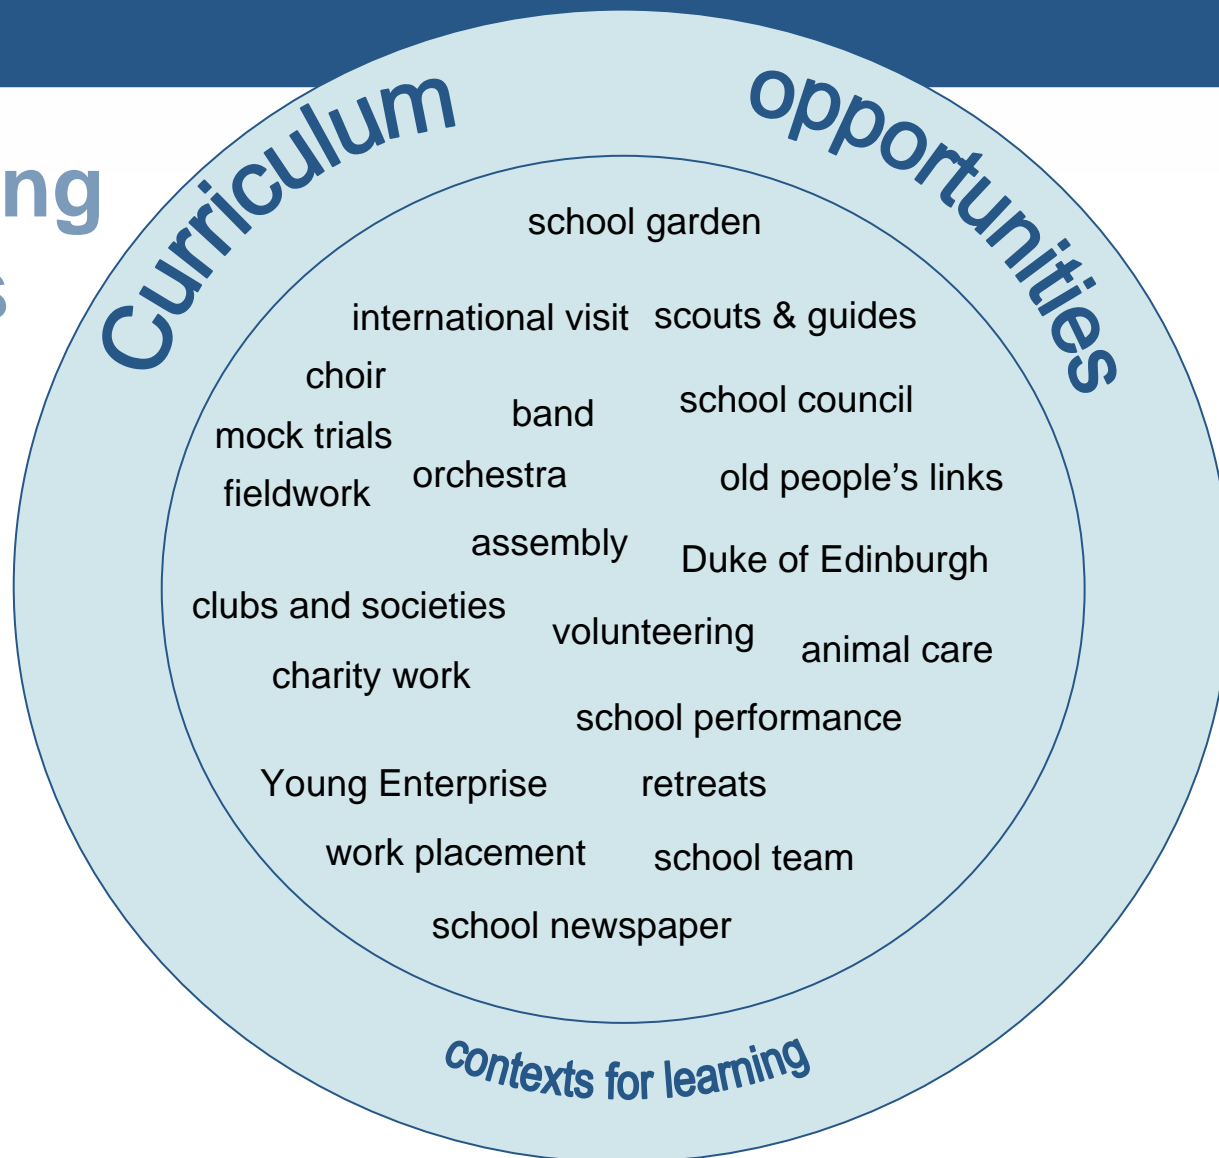 ng
s
Curriculum opportunities
school garden
international visit scouts & guides
choir
band school council
mock trials
orchestra old people's links
fieldwork
assembly Duke of Edinburgh
clubs and societies
volunteering animal care
charity work
school performance
Young Enterprise retreats
work placement school team
school newspaper
contexts for learning